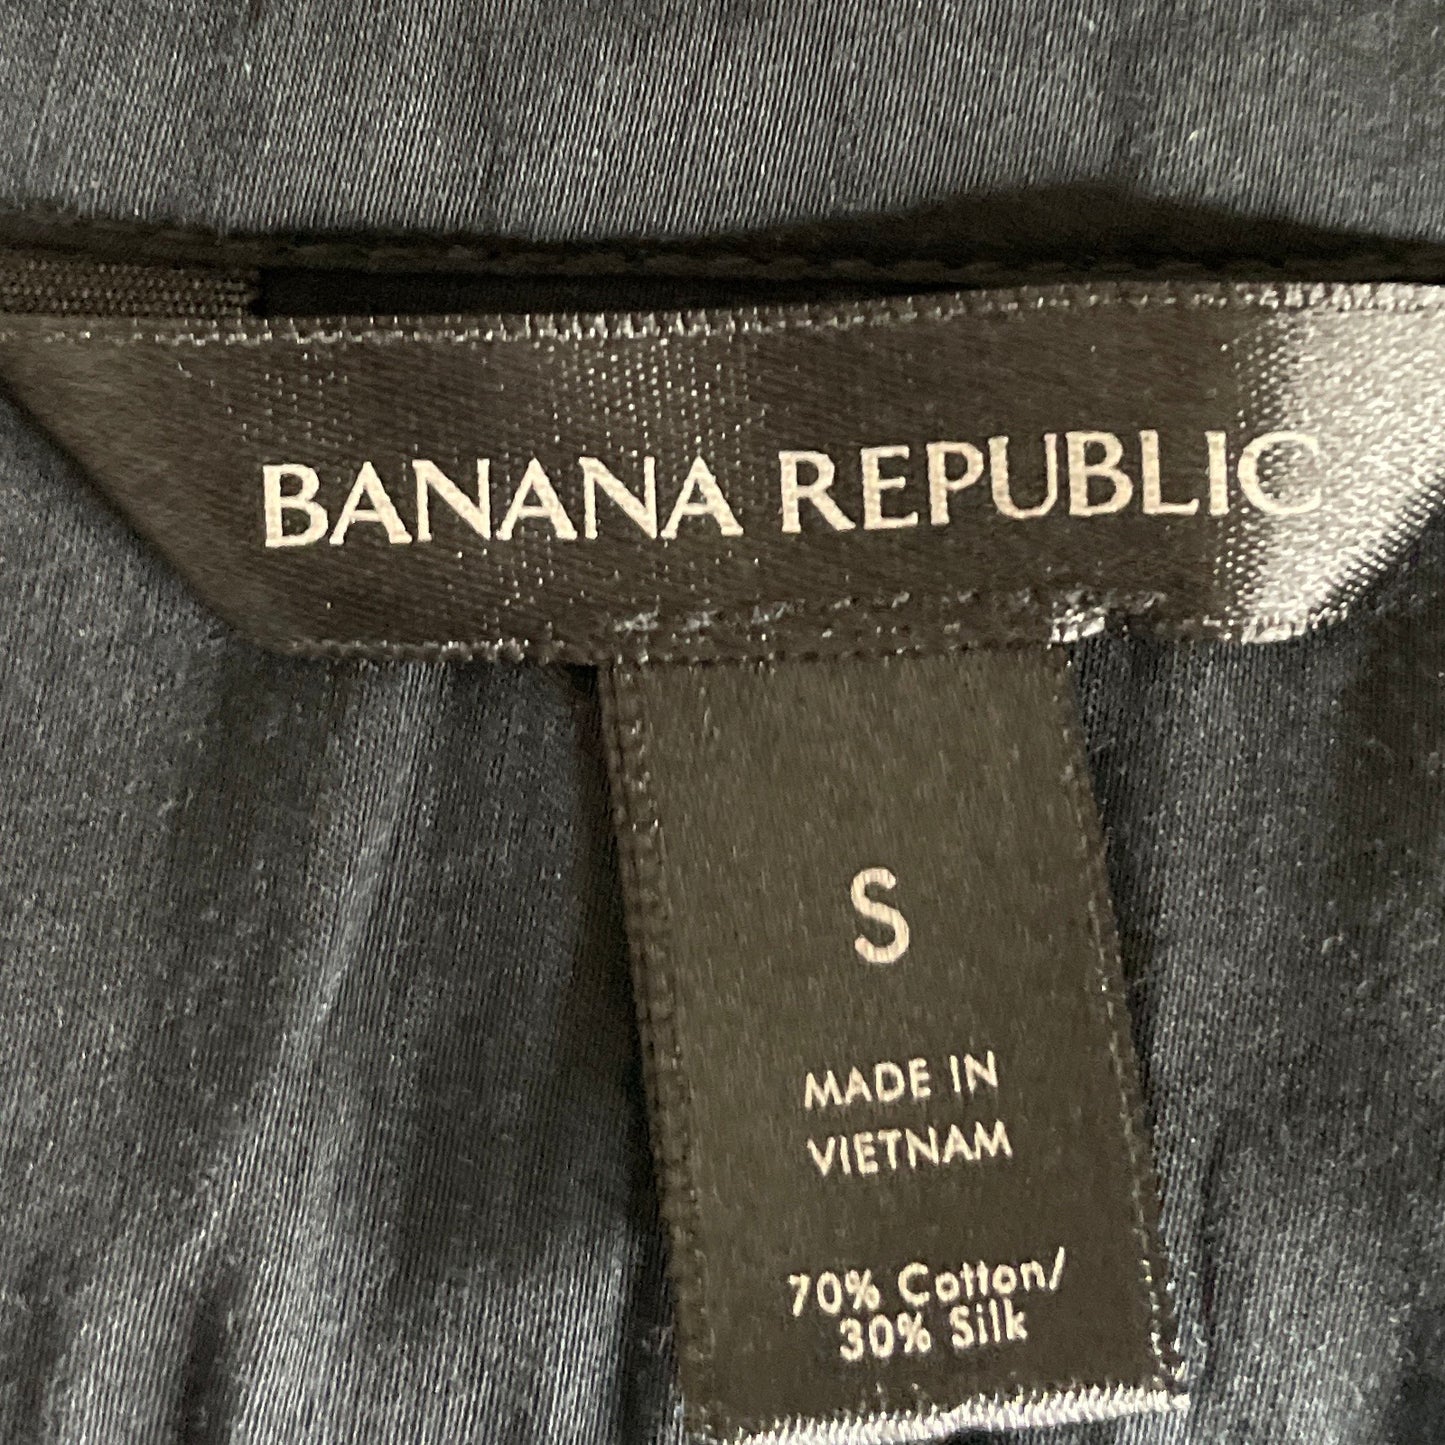 BANANA REPUBLIC
S
MADE IN
VIETNAM
70% Cotton/
30% Silk